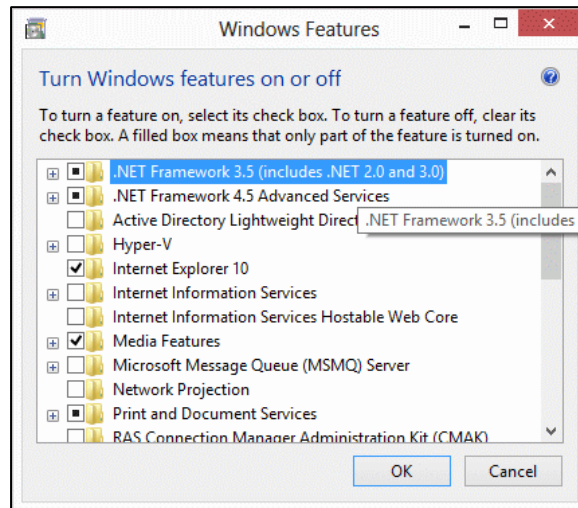 Windows Features
Turn Windows features on or off
To turn a feature on, select its check box. To turn a feature off, clear its
check box. A filled box means that only part of the feature is turned on.
.NET Framework 3.5 (includes .NET 2.0 and 3.0)
.NET Framework 4.5 Advanced Services
Active Directory Lightweight Direct
.NET Framework 3.5 (includes
Hyper-V
Internet Explorer 10
Internet Information Services
Internet Information Services Hostable Web Core
Media Features
Microsoft Message Queue (MSMQ) Server
Network Projection
Print and Document Services
RAS Connection Manager Administration Kit (CMAK)
OK
Cancel